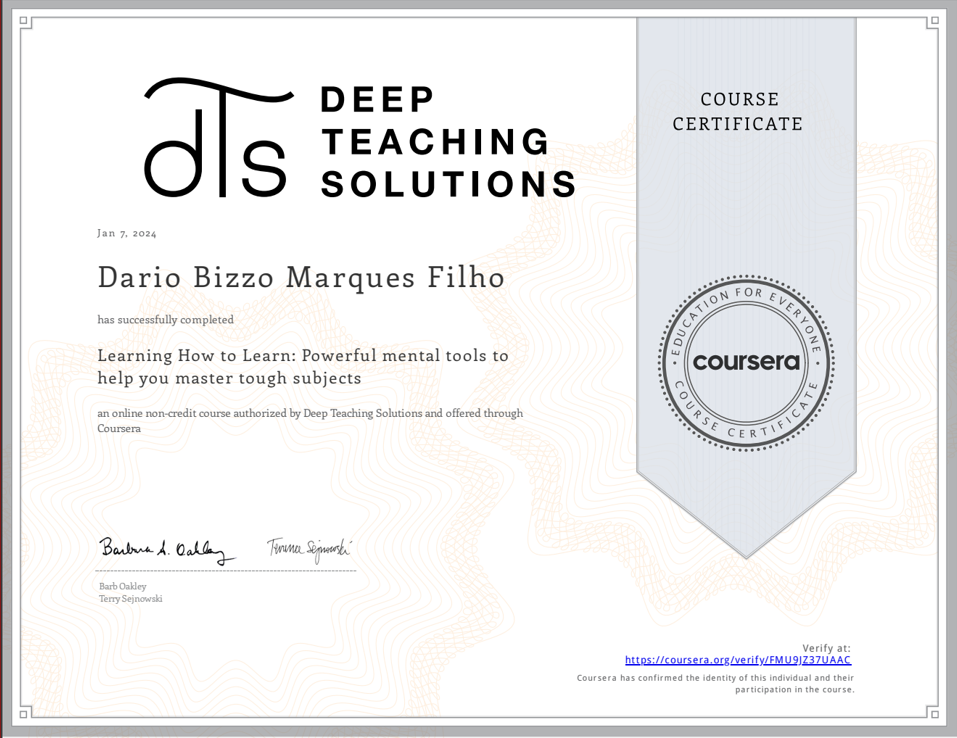 dTs
DEEP
TEACHING
SOLUTIONS
COURSE
CERTIFICATE
Jan 7, 2024
Dario Bizzo Marques Filho
has successfully completed
Learning How to Learn: Powerful mental tools to
help you master tough subjects
an online non-credit course authorized by Deep Teaching Solutions and offered through
Coursera
EDUCATION FOR EVERYONE
coursera
COURSE CERTIFICATE
Barbara A. Oakley
Terrence Sejnowski
Barb Oakley
Terry Sejnowski
Verify at:
https://coursera.org/verify/FMU9JZ37UAAC
Coursera has confirmed the identity of this individual and their
participation in the course.